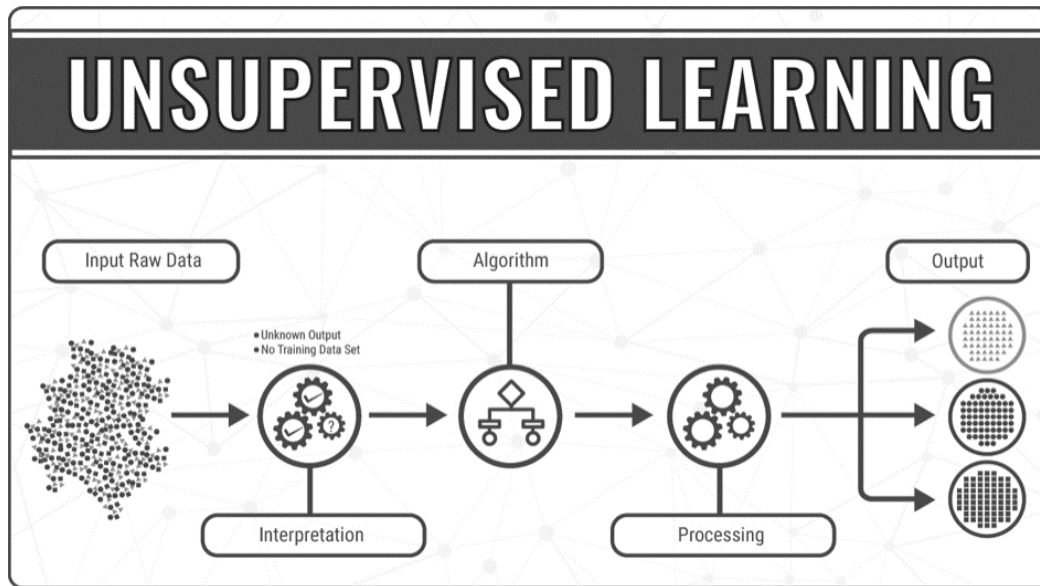 UNSUPERVISED LEARNING
Input Raw Data
Algorithm
Output
• Unknown Output
• No Training Data Set
?
Interpretation
Processing